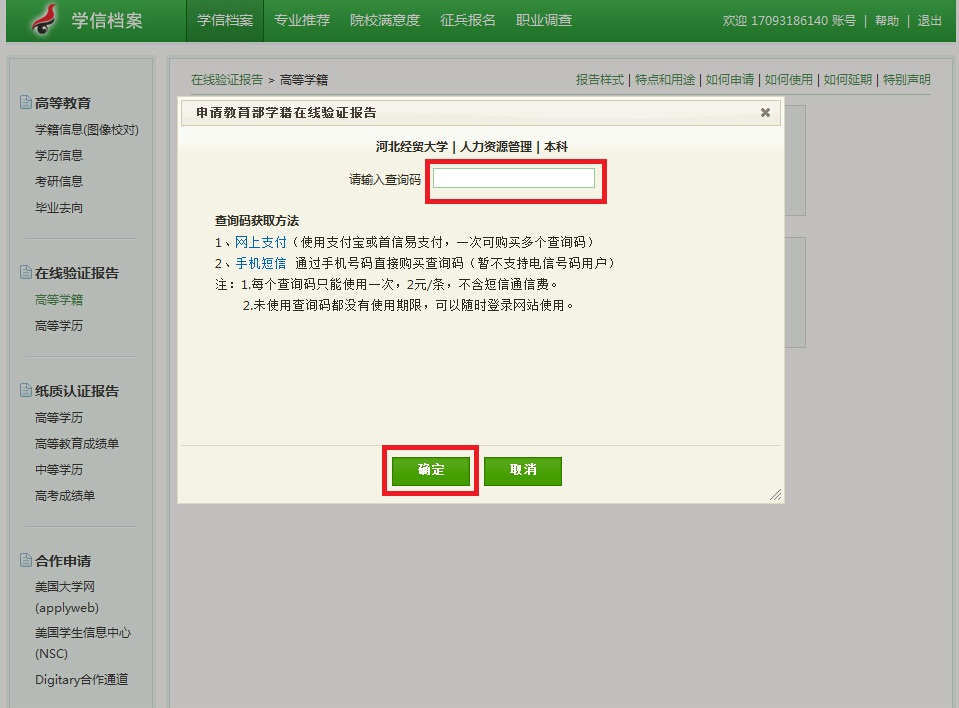 学信档案
学信档案 专业推荐 院校满意度 征兵报名 职业调查
欢迎 17093186140 账号 | 帮助 | 退出
高等教育
学籍信息(图像校对)
学历信息
考研信息
毕业去向
在线验证报告
高等学籍
高等学历
纸质认证报告
高等学历
高等教育成绩单
中等学历
高考成绩单
合作申请
美国大学网
(applyweb)
美国学生信息中心
(NSC)
Digitary合作通道
在线验证报告 > 高等学籍
报告样式 | 特点和用途 | 如何申请 | 如何使用 | 如何延期 | 特别声明
申请教育部学籍在线验证报告
河北经贸大学 | 人力资源管理 | 本科
请输入查询码
查询码获取方法
1、网上支付（使用支付宝或首信易支付，一次可购买多个查询码）
2、手机短信 通过手机号码直接购买查询码（暂不支持电信号码用户）
注：1.每个查询码只能使用一次，2元/条，不含短信通信费。
2.未使用查询码都没有使用期限，可以随时登录网站使用。
确定 取消